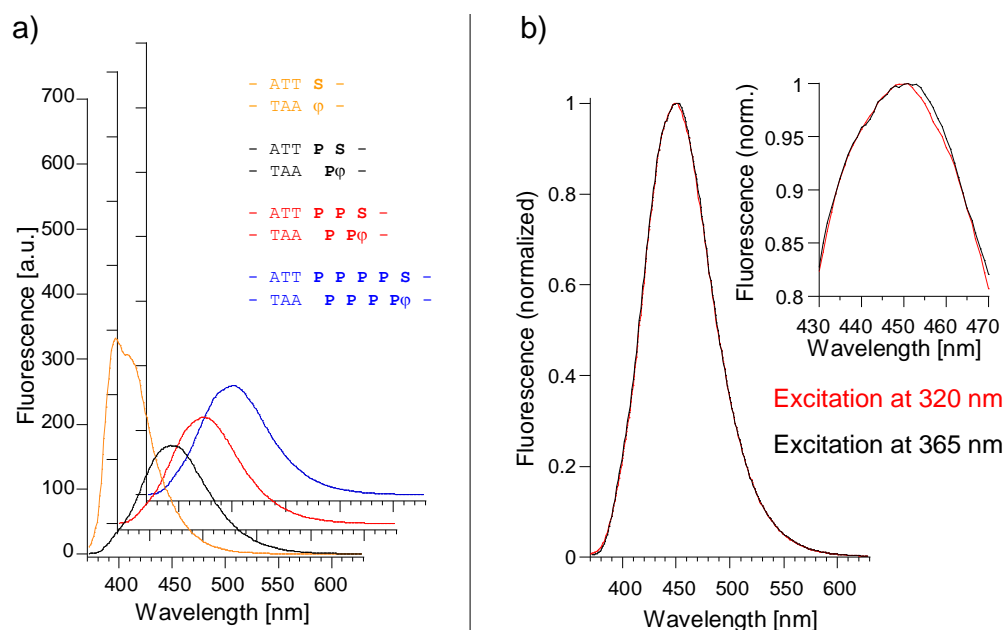 a)
- ATT S -
- TAA φ -
- ATT P S -
- TAA Pφ -
- ATT P P S -
- TAA P Pφ -
- ATT P P P P S -
- TAA P P P Pφ -
Fluorescence [a.u.]
700
600
500
400
300
200
100
0
400 450 500 550 600
Wavelength [nm]
b)
Fluorescence (normalized)
1
0.8
0.6
0.4
0.2
0
400 450 500 550 600
Wavelength [nm]
Fluorescence (norm.)
1
0.95
0.9
0.85
0.8
430 440 450 460 470
Wavelength [nm]
Excitation at 320 nm
Excitation at 365 nm